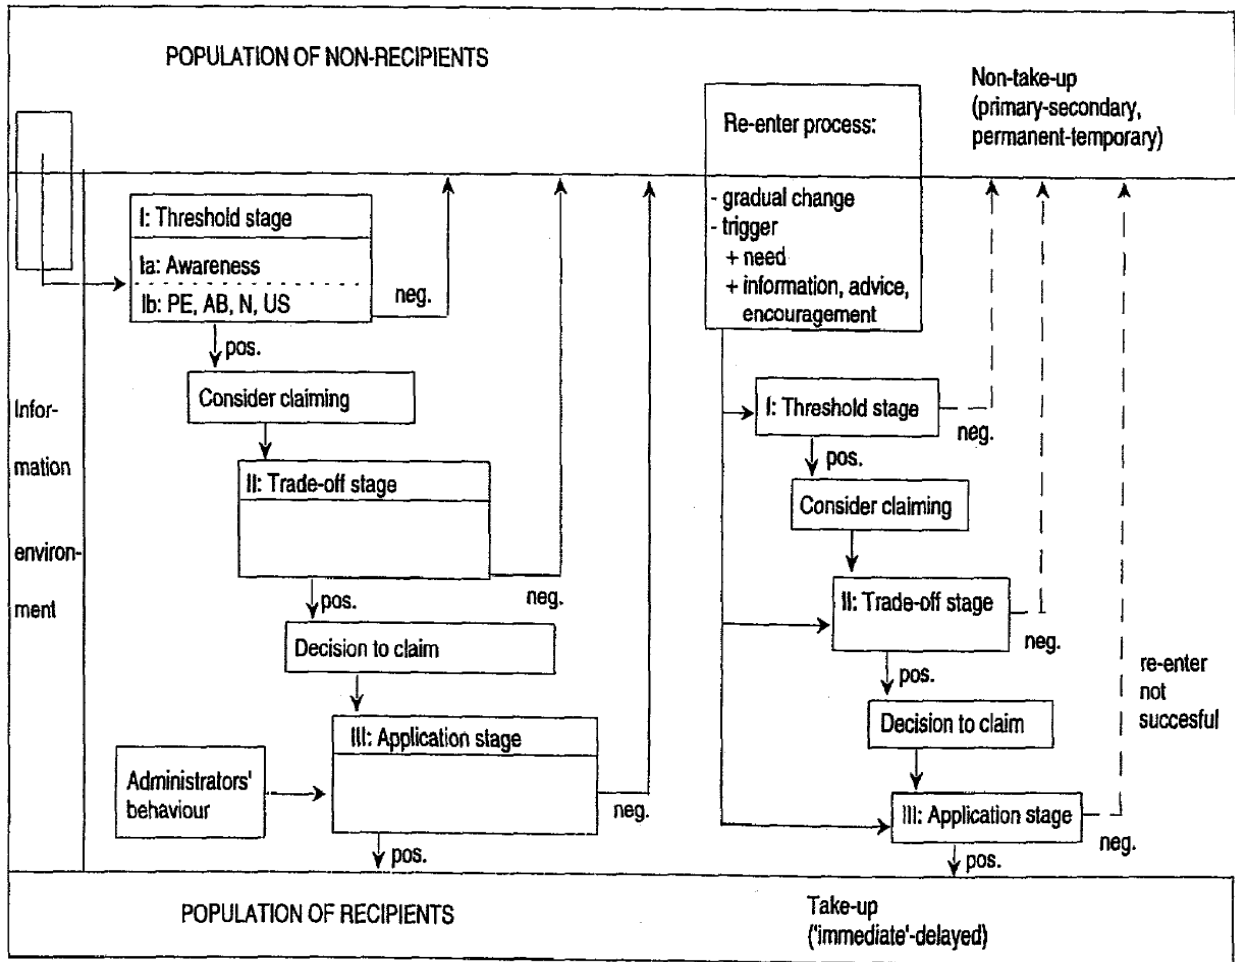 POPULATION OF NON-RECIPIENTS
Non-take-up
(primary-secondary,
permanent-temporary)
Re-enter process:
- gradual change
- trigger
+ need
+ information, advice,
encouragement
I: Threshold stage
Ia: Awareness
Ib: PE, AB, N, US
neg.
pos.
Consider claiming
Infor-
mation
environ-
ment
II: Trade-off stage
neg.
pos.
Decision to claim
III: Application stage
Administrators'
behaviour
neg.
pos.
I: Threshold stage
neg.
pos.
Consider claiming
II: Trade-off stage
neg.
pos.
re-enter
not
succesful
Decision to claim
III: Application stage
neg.
pos.
POPULATION OF RECIPIENTS
Take-up
('immediate'-delayed)